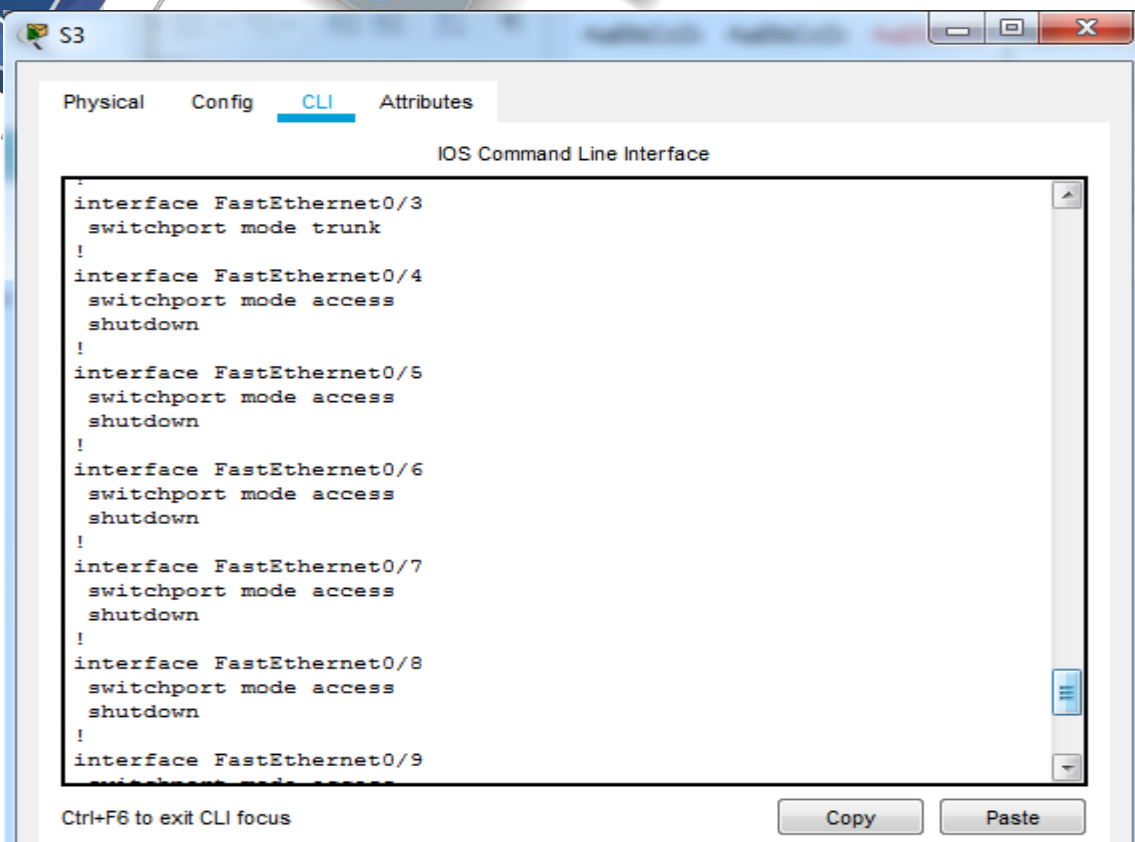 S3
Physical Config CLI Attributes
IOS Command Line Interface
!
interface FastEthernet0/3
 switchport mode trunk
!
interface FastEthernet0/4
 switchport mode access
 shutdown
!
interface FastEthernet0/5
 switchport mode access
 shutdown
!
interface FastEthernet0/6
 switchport mode access
 shutdown
!
interface FastEthernet0/7
 switchport mode access
 shutdown
!
interface FastEthernet0/8
 switchport mode access
 shutdown
!
interface FastEthernet0/9
Ctrl+F6 to exit CLI focus
Copy Paste